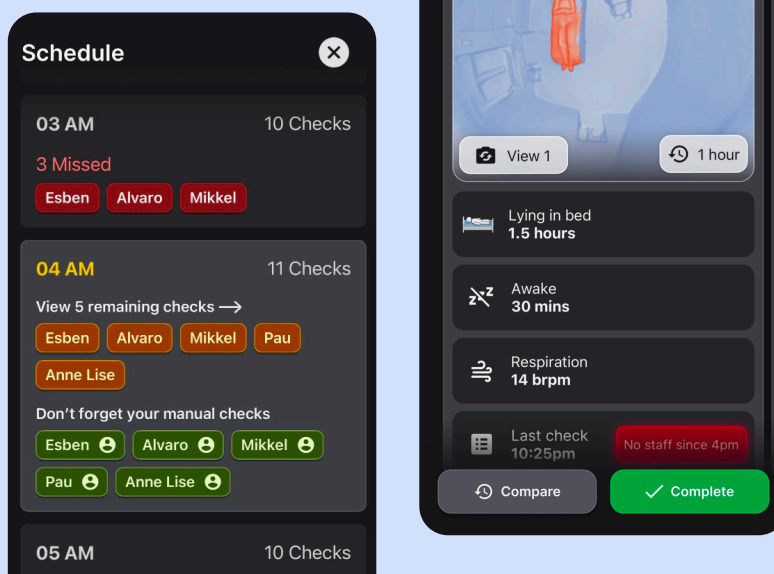 Schedule
03 AM 10 Checks
3 Missed
Esben Alvaro Mikkel
04 AM 11 Checks
View 5 remaining checks →
Esben Alvaro Mikkel Pau
Anne Lise
Don’t forget your manual checks
Esben Alvaro Mikkel
Pau Anne Lise
05 AM 10 Checks
View 1 1 hour
Lying in bed
1.5 hours
Awake
30 mins
Respiration
14 brpm
Last check
10:25pm
No staff since 4pm
Compare Complete